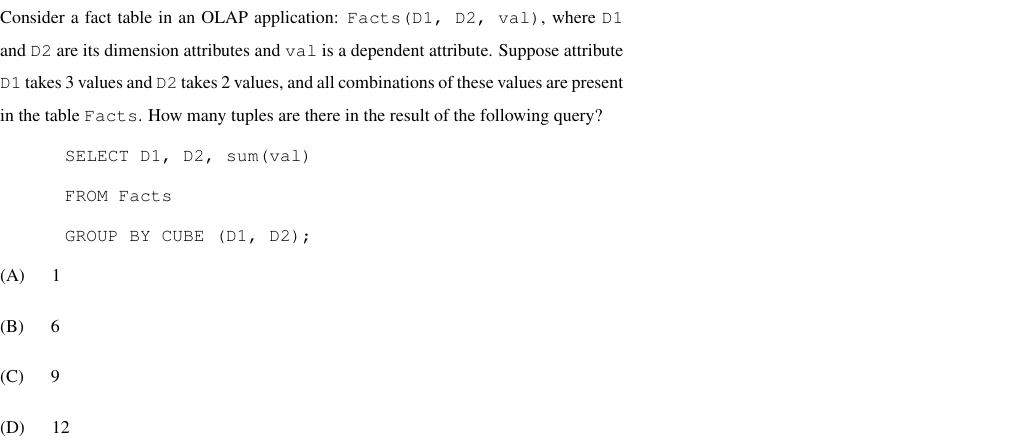 Consider a fact table in an OLAP application: Facts(D1, D2, val), where D1
and D2 are its dimension attributes and val is a dependent attribute. Suppose attribute
D1 takes 3 values and D2 takes 2 values, and all combinations of these values are present
in the table Facts. How many tuples are there in the result of the following query?
SELECT D1, D2, sum(val)
FROM Facts
GROUP BY CUBE (D1, D2);
(A) 1
(B) 6
(C) 9
(D) 12